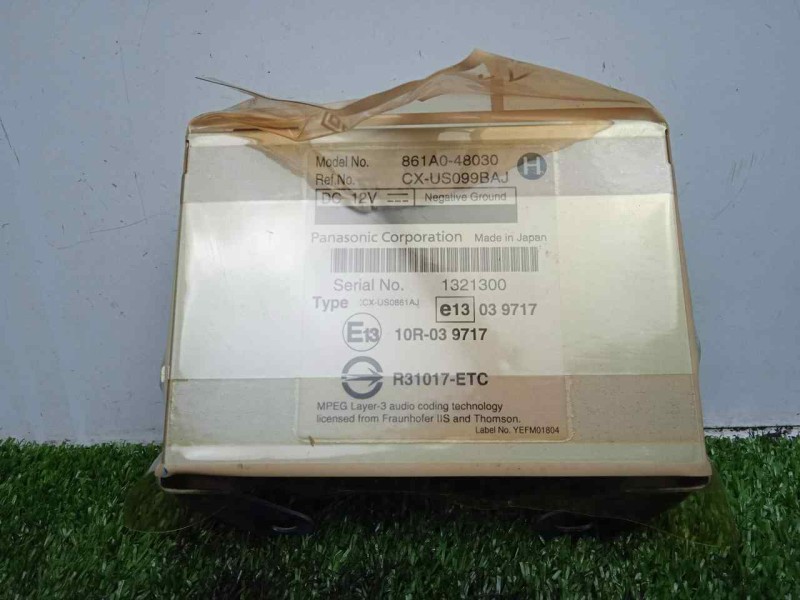 Model No. 861A0-48030 H
Ref.No. CX-US099BAJ
DC 12V Negative Ground
Panasonic Corporation Made in Japan
Serial No. 1321300
Type :CX-US0861AJ e13 03 9717
E13 10R-03 9717
R31017-ETC
MPEG Layer-3 audio coding technology
licensed from Fraunhofer IIS and Thomson.
Label No. YEFM01804